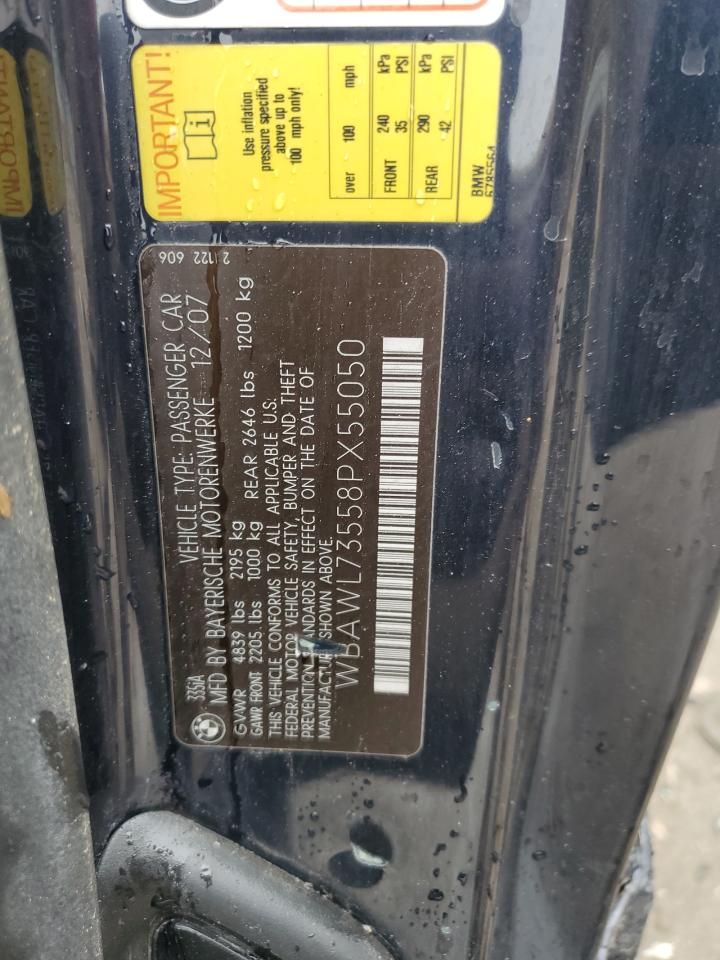 IMPORTANT!
Use inflation
pressure specified
above up to
100 mph only!
over 100 mph
kPa
PSI
kPa
PSI
FRONT
240
35
REAR
290
42
BMW
6785564
335iA VEHICLE TYPE: PASSENGER CAR
MFD BY BAYERISCHE MOTORENWERKE 12/07
GVWR 4839 lbs 2195 kg
GAWR FRONT 2205 lbs 1000 kg REAR 2646 lbs 1200 kg
THIS VEHICLE CONFORMS TO ALL APPLICABLE U.S.
FEDERAL MOTOR VEHICLE SAFETY, BUMPER AND THEFT
PREVENTION STANDARDS IN EFFECT ON THE DATE OF
MANUFACTURE SHOWN ABOVE.
WBAWL73558PX55050
606